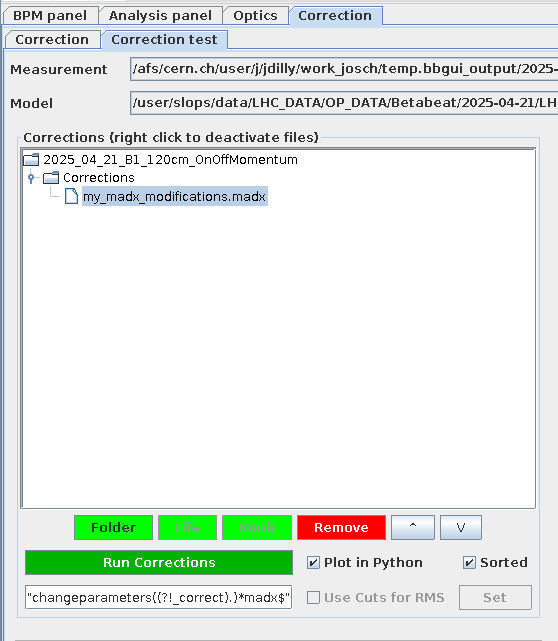 BPM panel Analysis panel Optics Correction
Correction Correction test
Measurement /afs/cern.ch/user/j/jdilly/work_josch/temp.bbgui_output/2025-
Model /user/slops/data/LHC_DATA/OP_DATA/Betabeat/2025-04-21/LH
Corrections (right click to deactivate files)
2025_04_21_B1_120cm_OnOffMomentum
Corrections
my_madx_modifications.madx
Folder File Knob Remove ^ V
Run Corrections Plot in Python Sorted
"changeparameters((?!_correct).)*madx$" Use Cuts for RMS Set